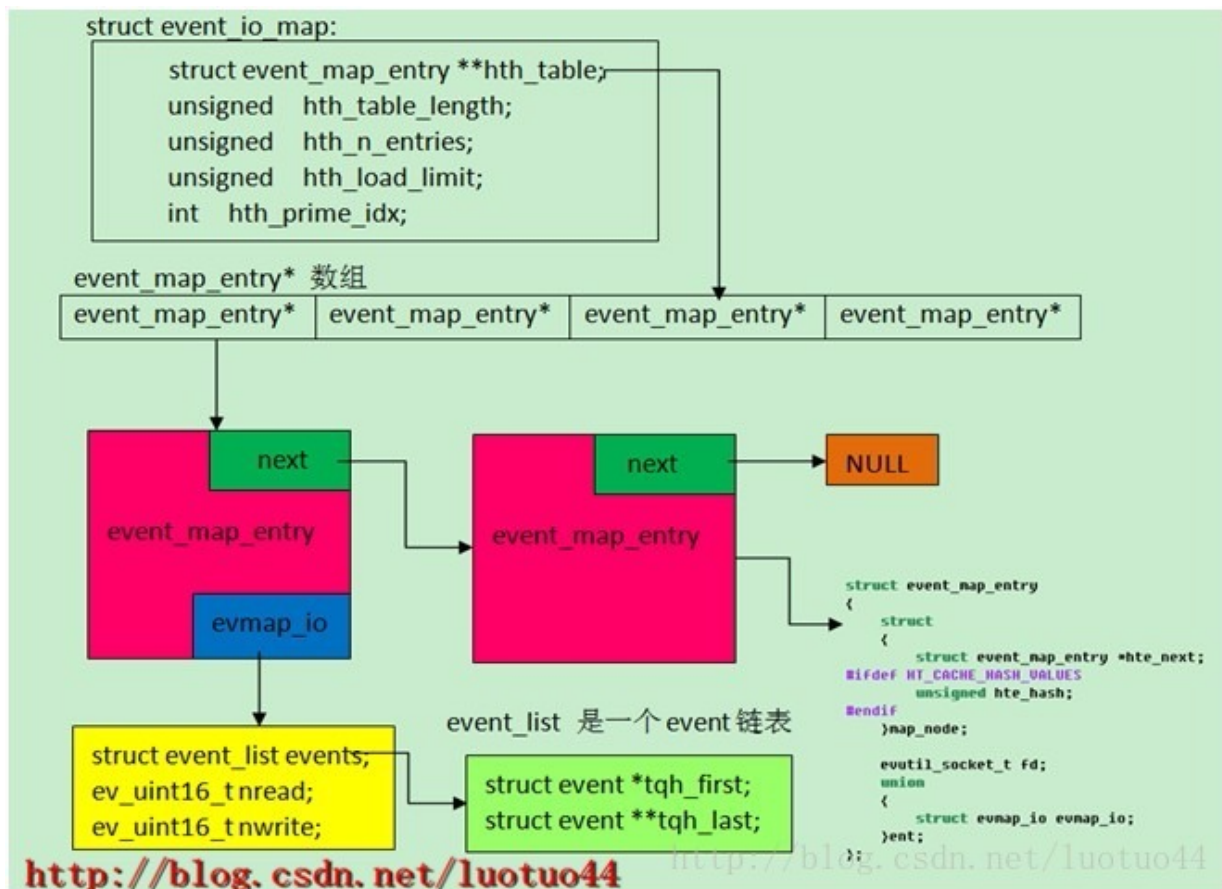 struct event_io_map:
struct event_map_entry **hth_table;
unsigned hth_table_length;
unsigned hth_n_entries;
unsigned hth_load_limit;
int hth_prime_idx;
event_map_entry* 数组
event_map_entry* event_map_entry* event_map_entry* event_map_entry*
next
event_map_entry
evmap_io
next
event_map_entry
NULL
struct event_map_entry
{
struct
{
struct event_map_entry *hte_next;
#ifdef HT_CACHE_HASH_VALUES
unsigned hte_hash;
#endif
}map_node;
evutil_socket_t fd;
union
{
struct evmap_io evmap_io;
}ent;
};
struct event_list events;
ev_uint16_t nread;
ev_uint16_t nwrite;
event_list 是一个 event 链表
struct event *tqh_first;
struct event **tqh_last;
http://blog.csdn.net/luotuo44
http://blog.csdn.net/luotuo44